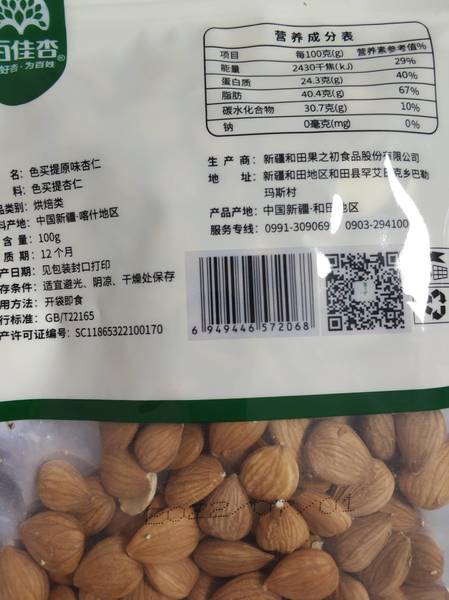 百佳杏®
好杏·为百姓
营养成分表
项目 每100克(g) 营养素参考值%
能量 2430千焦(kJ) 29%
蛋白质 24.3克(g) 40%
脂肪 40.4克(g) 67%
碳水化合物 30.7克(g) 10%
钠 0毫克(mg) 0%
名：色买提原味杏仁
料：色买提杏仁
品类别：烘焙类
料产地：中国新疆·喀什地区
含量：100g
质期：12个月
产日期：见包装封口打印
存条件：适宜避光、阴凉、干燥处保存
用方法：开袋即食
行标准：GB/T22165
产许可证编号：SC11865322100170
生产商：新疆和田果之初食品股份有限公司
地址：新疆和田地区和田县罕艾日克乡巴勒
玛斯村
产品产地：中国新疆·和田地区
服务专线：0991-309069 0903-294100
6 949446 572068
2022/07/01